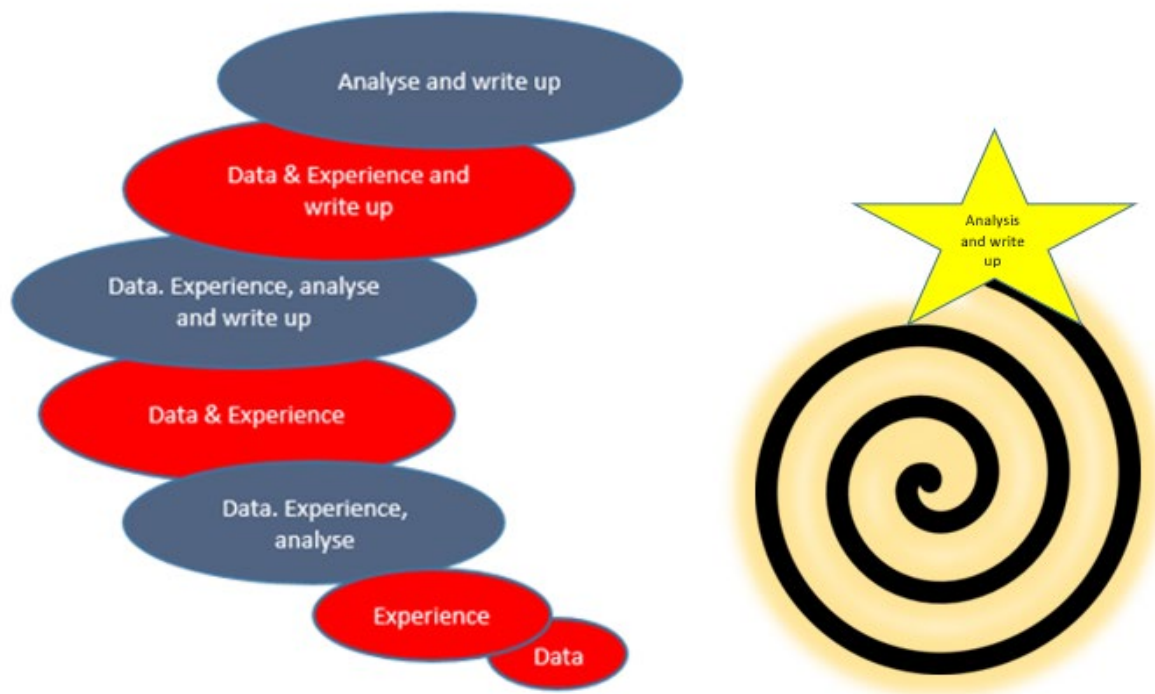 Analyse and write up
Data & Experience and
write up
Data. Experience, analyse
and write up
Data & Experience
Data. Experience,
analyse
Experience
Data
Analysis
and write
up